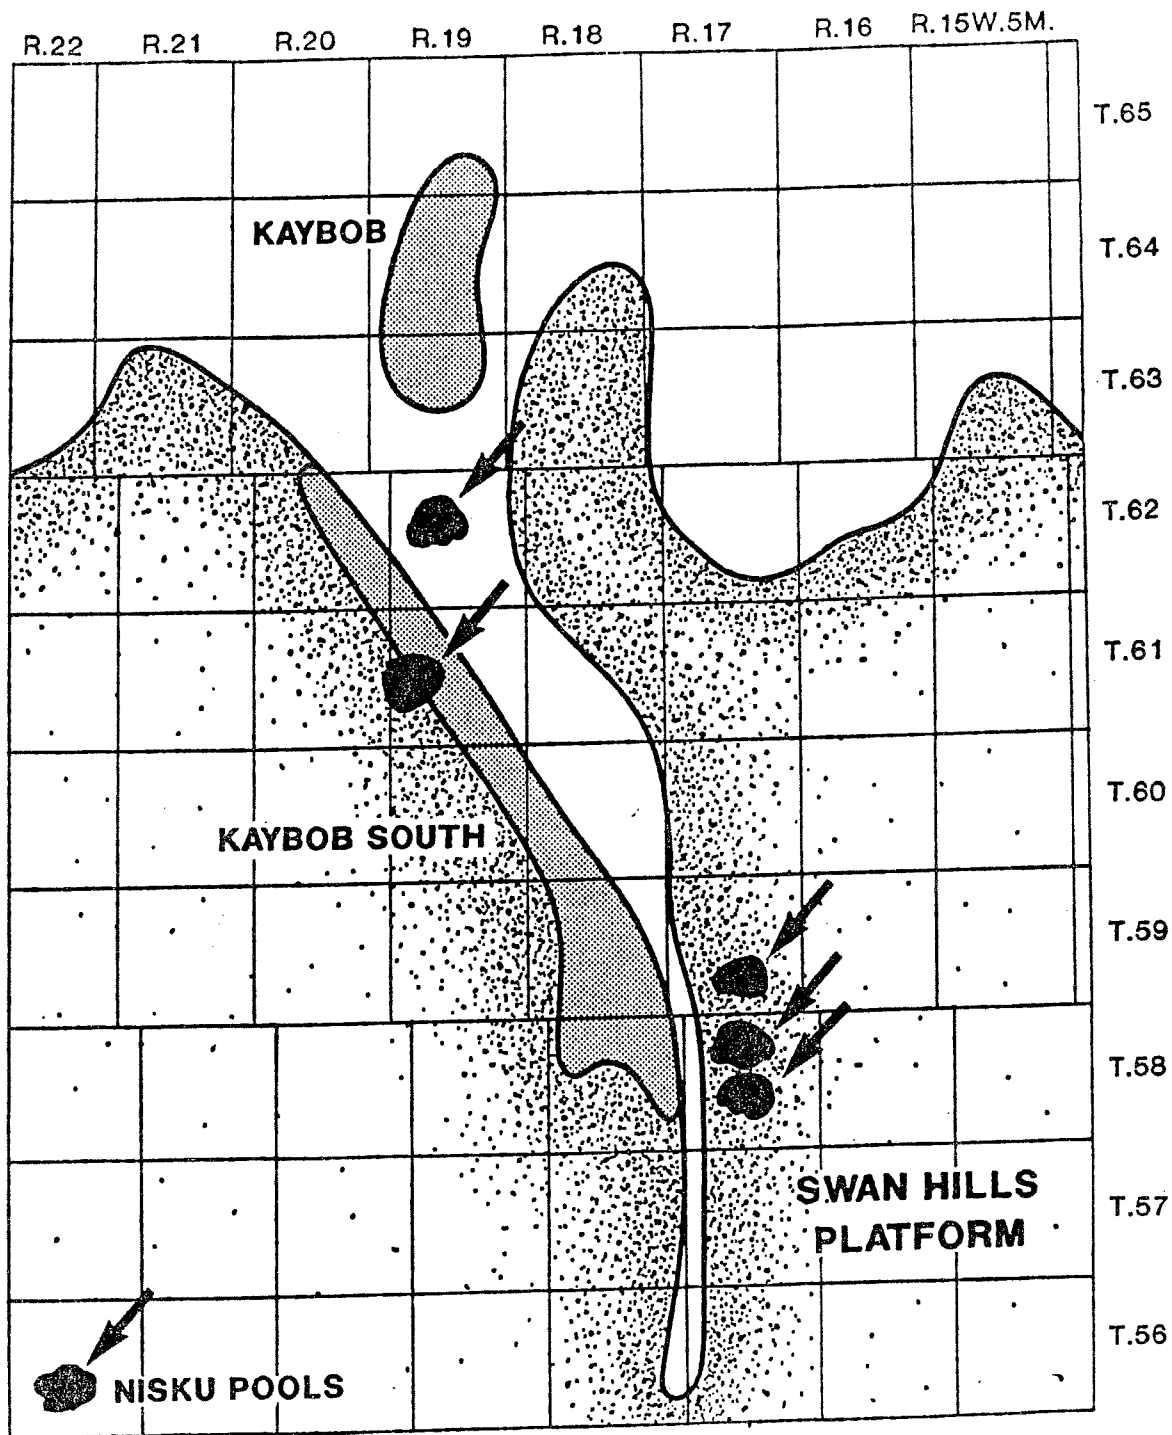 R.22 R.21 R.20 R.19 R.18 R.17 R.16 R.15W.5M.
T.65
KAYBOB
T.64
T.63
T.62
T.61
T.60
KAYBOB SOUTH
T.59
T.58
SWAN HILLS
PLATFORM
T.57
T.56
NISKU POOLS